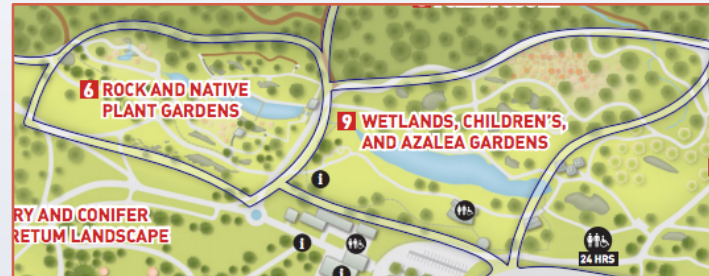 6 ROCK AND NATIVE
PLANT GARDENS
9 WETLANDS, CHILDREN'S,
AND AZALEA GARDENS
i
RY AND CONIFER
RETUM LANDSCAPE
i
i
24 HRS